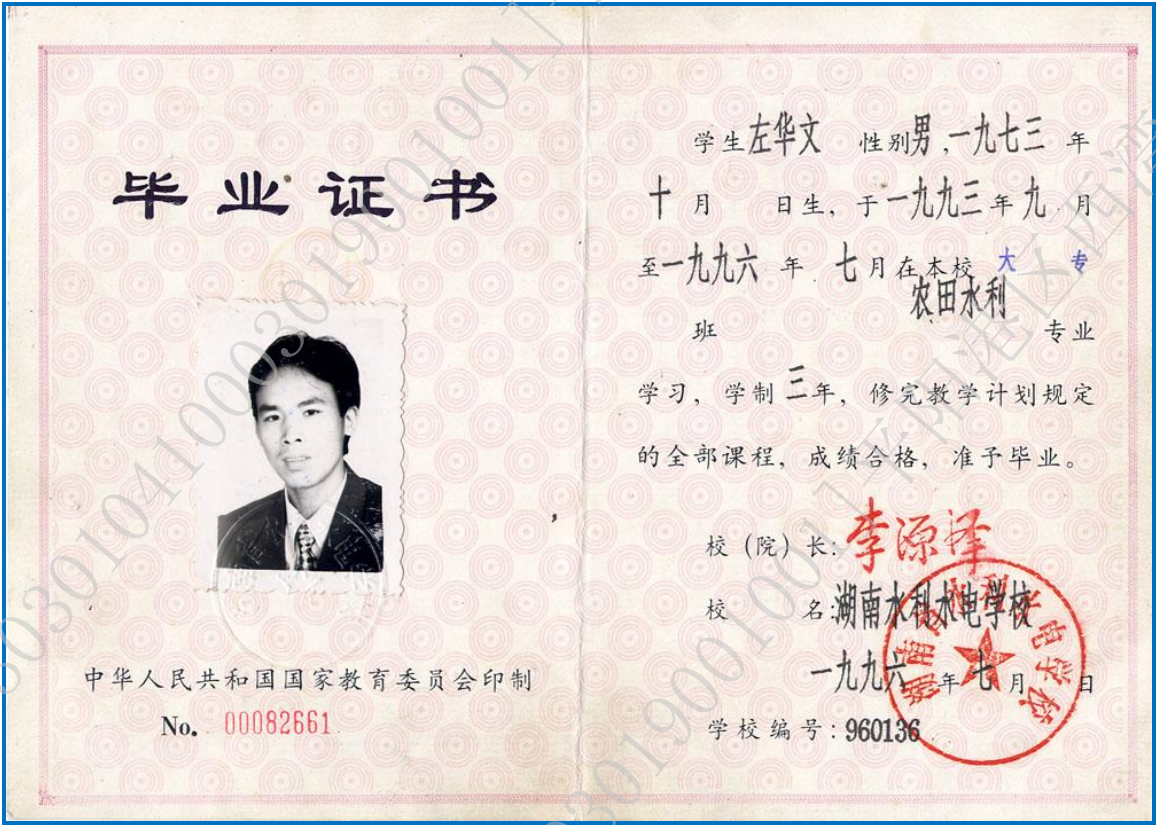 毕业证书
中华人民共和国国家教育委员会印制
No. 00082661
学生左华文 性别男,一九七三年
十月 日生,于一九九三年九月
至一九九六年 七月在本校 大专
农田水利
班 专业
学习,学制三年,修完教学计划规定
的全部课程,成绩合格,准予毕业。
校(院)长:李源泽
校 名:湖南水利水电学校
一九九六年七月 日
学校编号:960136